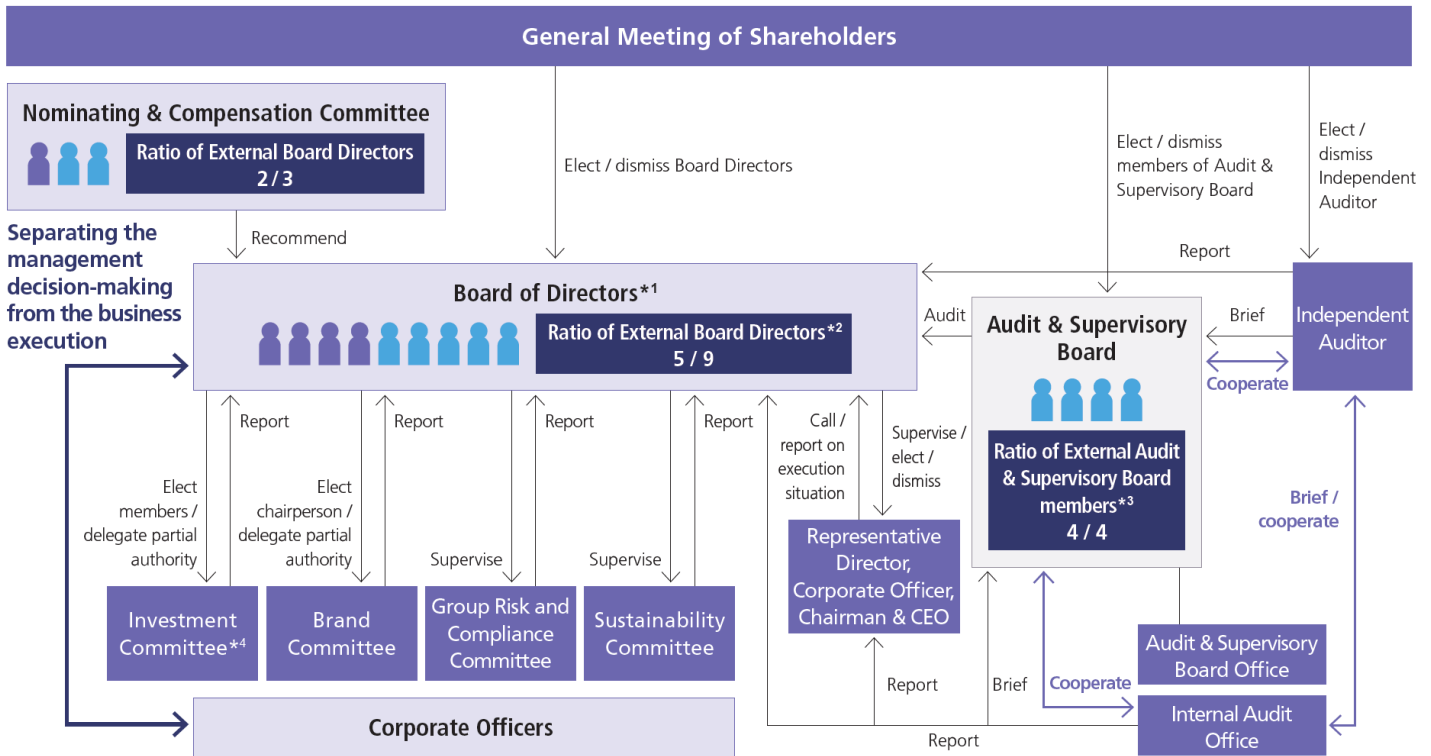 General Meeting of Shareholders
Nominating & Compensation Committee
Ratio of External Board Directors
2 / 3
Elect / dismiss Board Directors
Elect / dismiss
members of Audit &
Supervisory Board
Elect /
dismiss
Independent
Auditor
Separating the
management
decision-making
from the business
execution
Recommend
Report
Board of Directors*1
Ratio of External Board Directors*2
5 / 9
Audit
Audit & Supervisory
Board
Ratio of External Audit
& Supervisory Board
members*3
4 / 4
Brief
Cooperate
Independent
Auditor
Report
Report
Report
Report
Call /
report on
execution
situation
Supervise /
elect /
dismiss
Elect
members /
delegate partial
authority
Elect
chairperson /
delegate partial
authority
Supervise
Supervise
Brief /
cooperate
Investment
Committee*4
Brand
Committee
Group Risk and
Compliance
Committee
Sustainability
Committee
Representative
Director,
Corporate Officer,
Chairman & CEO
Audit & Supervisory
Board Office
Report
Brief
Cooperate
Internal Audit
Office
Report
Corporate Officers